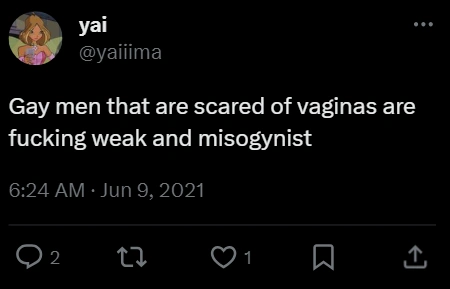 yai
@yaiiima
Gay men that are scared of vaginas are
fucking weak and misogynist
6:24 AM · Jun 9, 2021
2
1